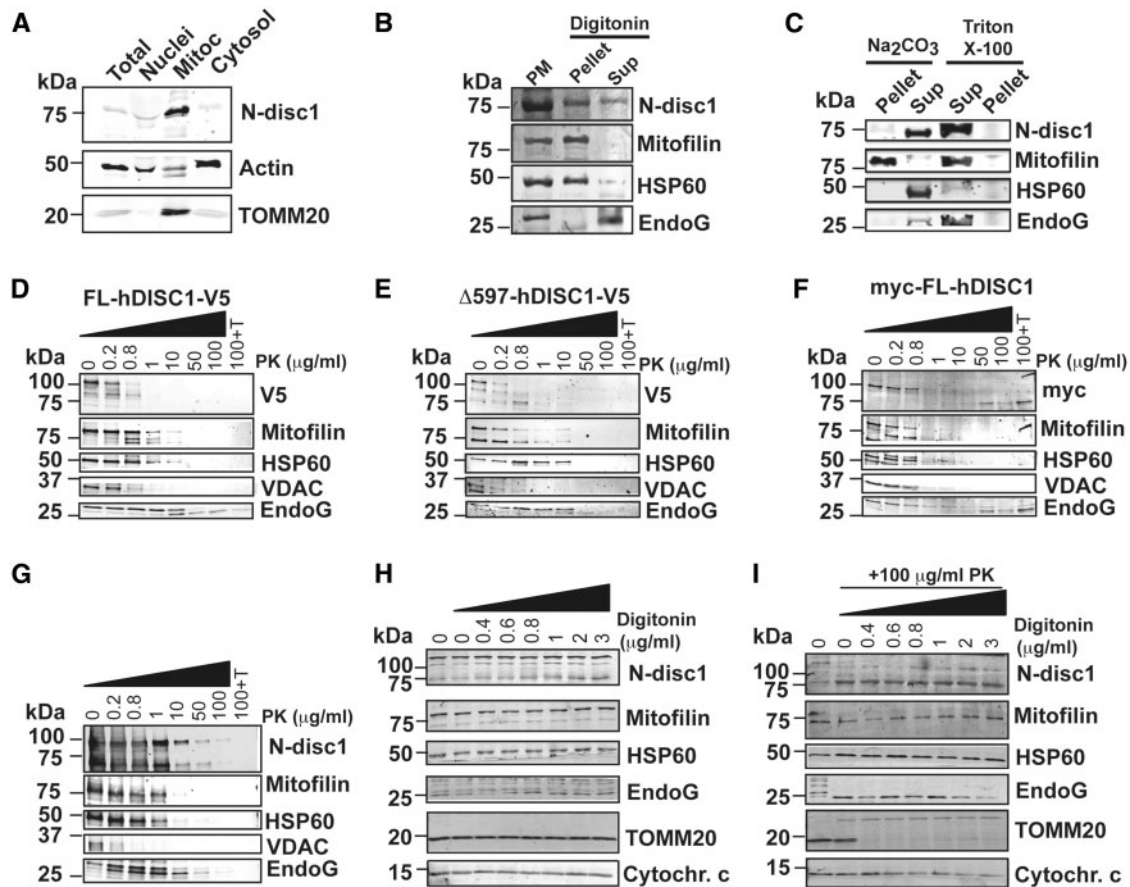 A
Total Nuclei Mitoc Cytosol
kDa
75 N-disc1
50 Actin
20 TOMM20
B
Digitonin
kDa PM Pellet Sup
75 N-disc1
75 Mitofilin
50 HSP60
25 EndoG
C
Na2CO3 Triton X-100
kDa Pellet Sup Sup Pellet
75 N-disc1
75 Mitofilin
50 HSP60
25 EndoG
D
FL-hDISC1-V5
kDa 0 0.2 0.8 1 10 50 100 100+T PK (μg/ml)
100
75 V5
75 Mitofilin
50 HSP60
37 VDAC
25 EndoG
E
Δ597-hDISC1-V5
kDa 0 0.2 0.8 1 10 50 100 100+T PK (μg/ml)
100
75 V5
75 Mitofilin
50 HSP60
37 VDAC
25 EndoG
F
myc-FL-hDISC1
kDa 0 0.2 0.8 1 10 50 100 100+T PK (μg/ml)
100
75 myc
75 Mitofilin
50 HSP60
37 VDAC
25 EndoG
G
kDa 0 0.2 0.8 1 10 50 100 100+T PK (μg/ml)
100 N-disc1
75 Mitofilin
50 HSP60
37 VDAC
25 EndoG
H
kDa 0 0 0.4 0.6 0.8 1 2 3 Digitonin (μg/ml)
100
75 N-disc1
75 Mitofilin
50 HSP60
25 EndoG
20 TOMM20
15 Cytochr. c
I
+100 μg/ml PK
kDa 0 0 0.4 0.6 0.8 1 2 3 Digitonin (μg/ml)
100
75 N-disc1
75 Mitofilin
50 HSP60
25 EndoG
20 TOMM20
15 Cytochr. c